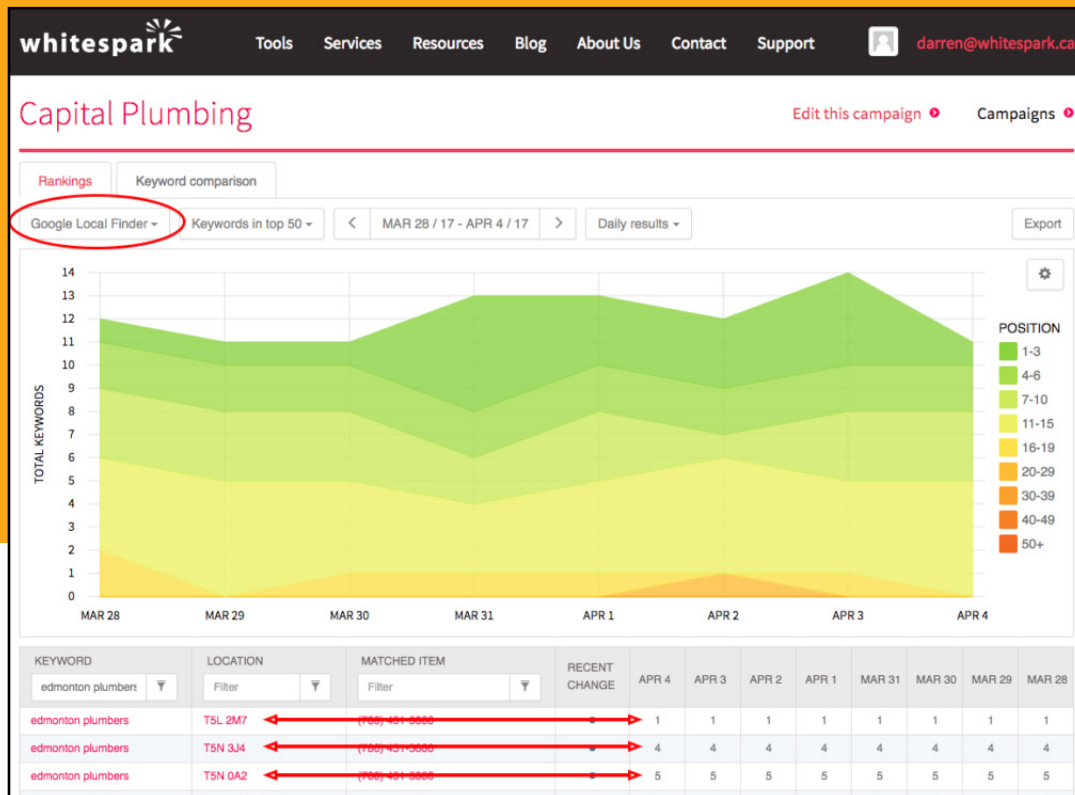 whitespark Tools Services Resources Blog About Us Contact Support darren@whitespark.ca
Capital Plumbing Edit this campaign Campaigns
Rankings Keyword comparison
Google Local Finder Keywords in top 50 < MAR 28 / 17 - APR 4 / 17 > Daily results Export
14
13
12
11
10
9
8
7
6
5
4
3
2
1
0
TOTAL KEYWORDS
MAR 28 MAR 29 MAR 30 MAR 31 APR 1 APR 2 APR 3 APR 4
POSITION
1-3
4-6
7-10
11-15
16-19
20-29
30-39
40-49
50+
KEYWORD LOCATION MATCHED ITEM RECENT CHANGE APR 4 APR 3 APR 2 APR 1 MAR 31 MAR 30 MAR 29 MAR 28
edmonton plumbers Filter Filter
edmonton plumbers T5L 2M7 1 1 1 1 1 1 1 1
edmonton plumbers T5N 3J4 4 4 4 4 4 4 4 4
edmonton plumbers T5N 0A2 5 5 5 5 5 5 5 5